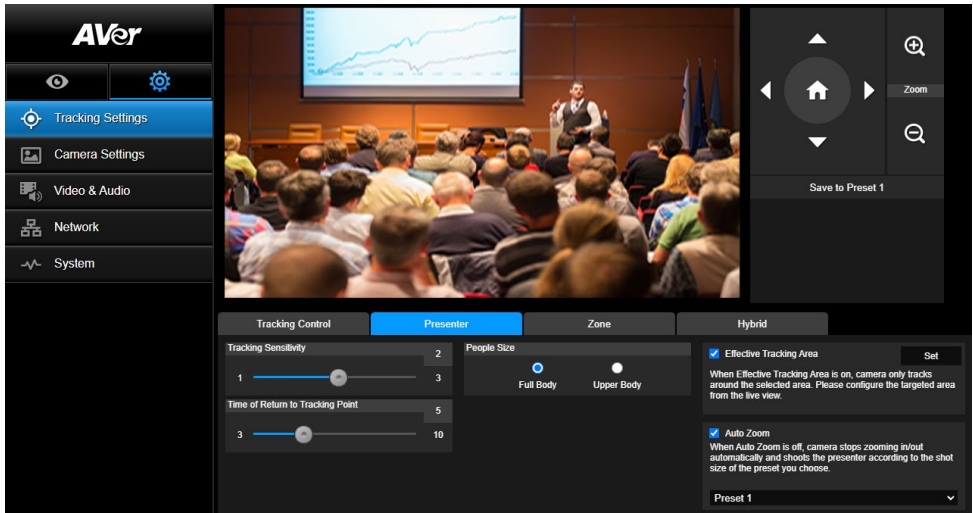 AVer
Tracking Settings
Camera Settings
Video & Audio
Network
System
Zoom
Save to Preset 1
Tracking Control
Presenter
Zone
Hybrid
Tracking Sensitivity
2
1
3
Time of Return to Tracking Point
5
3
10
People Size
Full Body
Upper Body
Effective Tracking Area
Set
When Effective Tracking Area is on, camera only tracks
around the selected area. Please configure the targeted area
from the live view.
Auto Zoom
When Auto Zoom is off, camera stops zooming in/out
automatically and shoots the presenter according to the shot
size of the preset you choose.
Preset 1